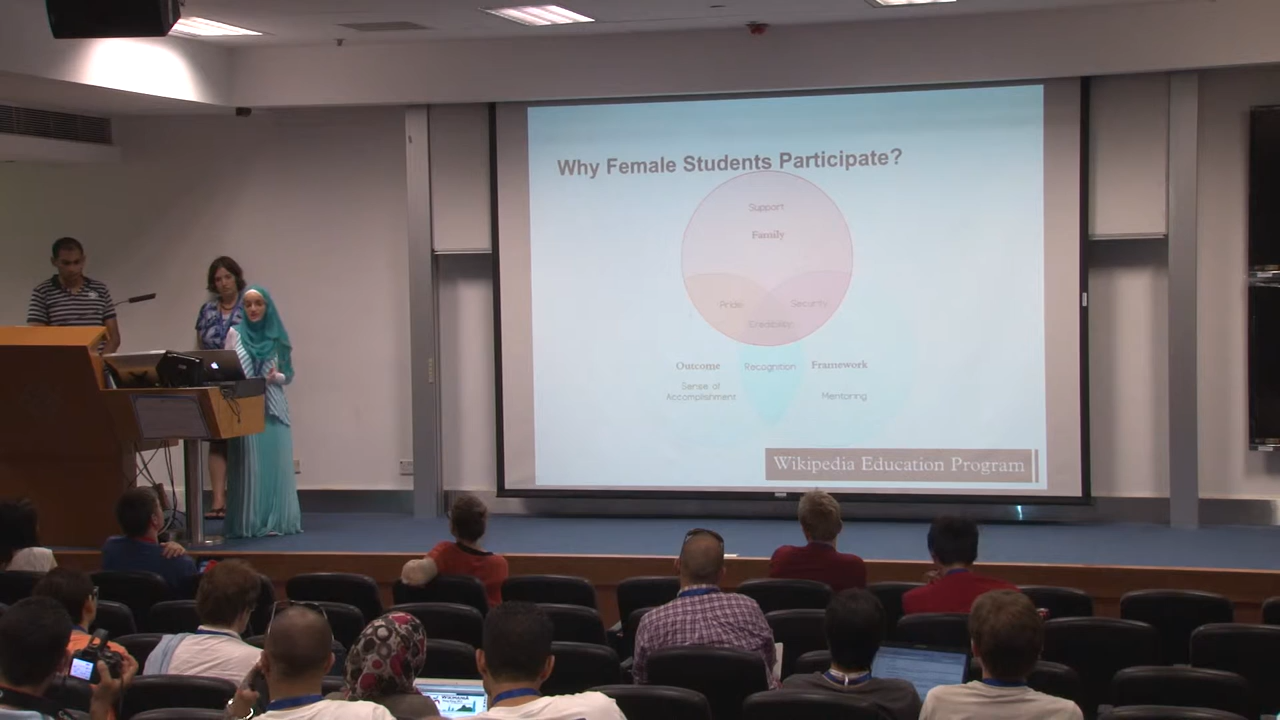 Why Female Students Participate?
Support
Family
Pride
Security
Credibility
Outcome
Recognition
Framework
Sense of
Accomplishment
Mentoring
Wikipedia Education Program